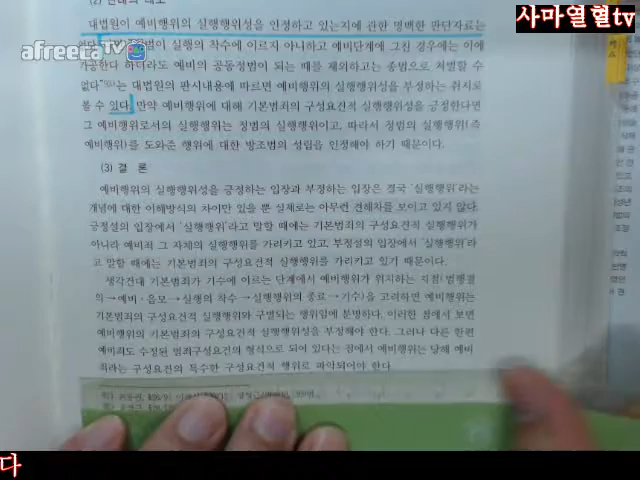 사마열혈tv
afreeca TV
대법원이 예비행위의 실행행위성을 인정하고 있는지에 관한 명백한 판단자료는
이 실행의 착수에 이르지 아니하고 예비단계에 그친 경우에는 이에
가공한다 하더라도 예비의 공동정범이 되는 때를 제외하고는 종범으로 처벌할 수
없다"는 대법원의 판시내용에 따르면 예비행위의 실행행위성을 부정하는 취지로
볼 수 있다. 만약 예비행위에 대해 기본범죄의 구성요건적 실행행위성을 긍정한다면
그 예비행위로서의 실행행위는 정범의 실행행위이고, 따라서 정범의 실행행위(즉
예비행위)를 도와준 행위에 대한 방조범의 성립을 인정해야 하기 때문이다.
(3) 결 론
예비행위의 실행행위성을 긍정하는 입장과 부정하는 입장은 결국 '실행행위'라는
개념에 대한 이해방식의 차이만 있을 뿐 실제로는 아무런 견해차를 보이고 있지 않다.
긍정설의 입장에서 '실행행위'라고 말할 때에는 기본범죄의 구성요건적 실행행위가
아니라 예비죄 그 자체의 실행행위를 가리키고 있고, 부정설의 입장에서 '실행행위'라
고 말할 때에는 기본범죄의 구성요건적 실행행위를 가리키고 있기 때문이다.
생각건대 기본범죄가 기수에 이르는 단계에서 예비행위가 위치하는 지점(범행결
의→예비·음모→실행의 착수→실행행위의 종료→기수)을 고려하면 예비행위는
기본범죄의 구성요건적 실행행위와 구별되는 행위임에 분명하다. 이러한 점에서 보면
예비행위의 기본범죄의 구성요건적 실행행위성을 부정해야 한다. 그러나 다른 한편
예비죄도 수정된 범죄구성요건의 형식으로 되어 있다는 점에서 예비행위는 당해 예비
죄라는 구성요건의 특수한 구성요건적 행위로 파악되어야 한다.
다